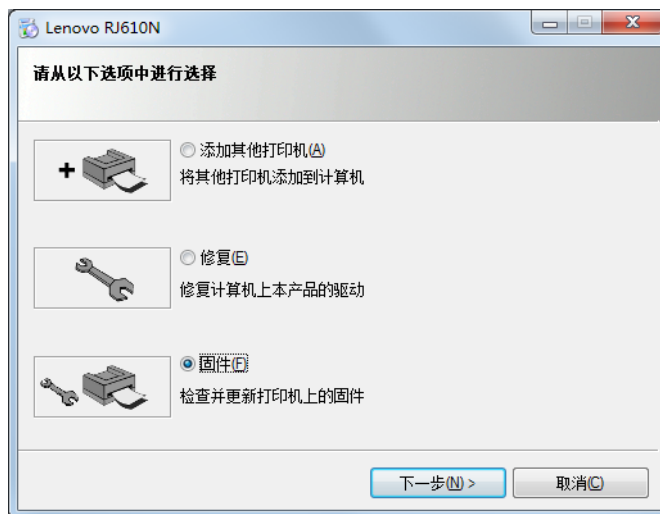 Lenovo RJ610N
请从以下选项中进行选择
添加其他打印机(A)
将其他打印机添加到计算机
修复(E)
修复计算机上本产品的驱动
固件(F)
检查并更新打印机上的固件
下一步(N) >
取消(C)